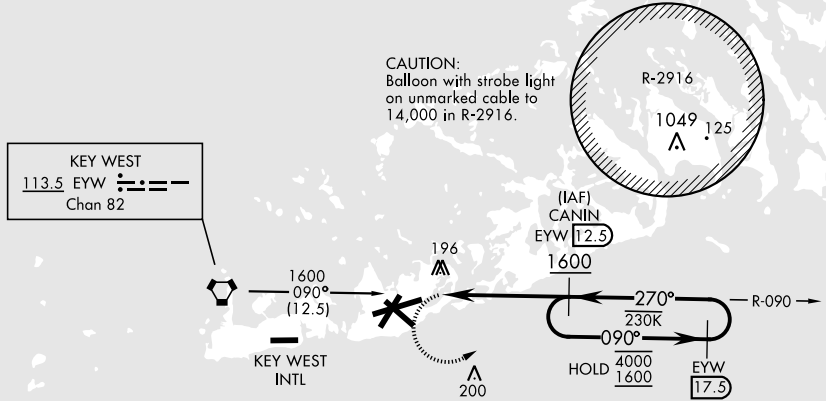 CAUTION:
Balloon with strobe light
on unmarked cable to
14,000 in R-2916.
R-2916
1049
125
KEY WEST
113.5 EYW
Chan 82
(IAF)
CANIN
EYW 12.5
1600
196
1600
090°
(12.5)
270°
230K
R-090
090°
HOLD 4000
1600
EYW
17.5
KEY WEST
INTL
200